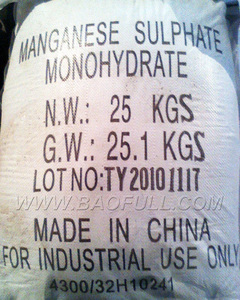 MANGANESE SULPHATE
MONOHYDRATE
N.W.: 25 KGS
G.W.: 25.1 KGS
LOT NO:TY20101117
WWW.BAOFULL.COM
MADE IN CHINA
FOR INDUSTRIAL USE ONLY
4300/32H10241